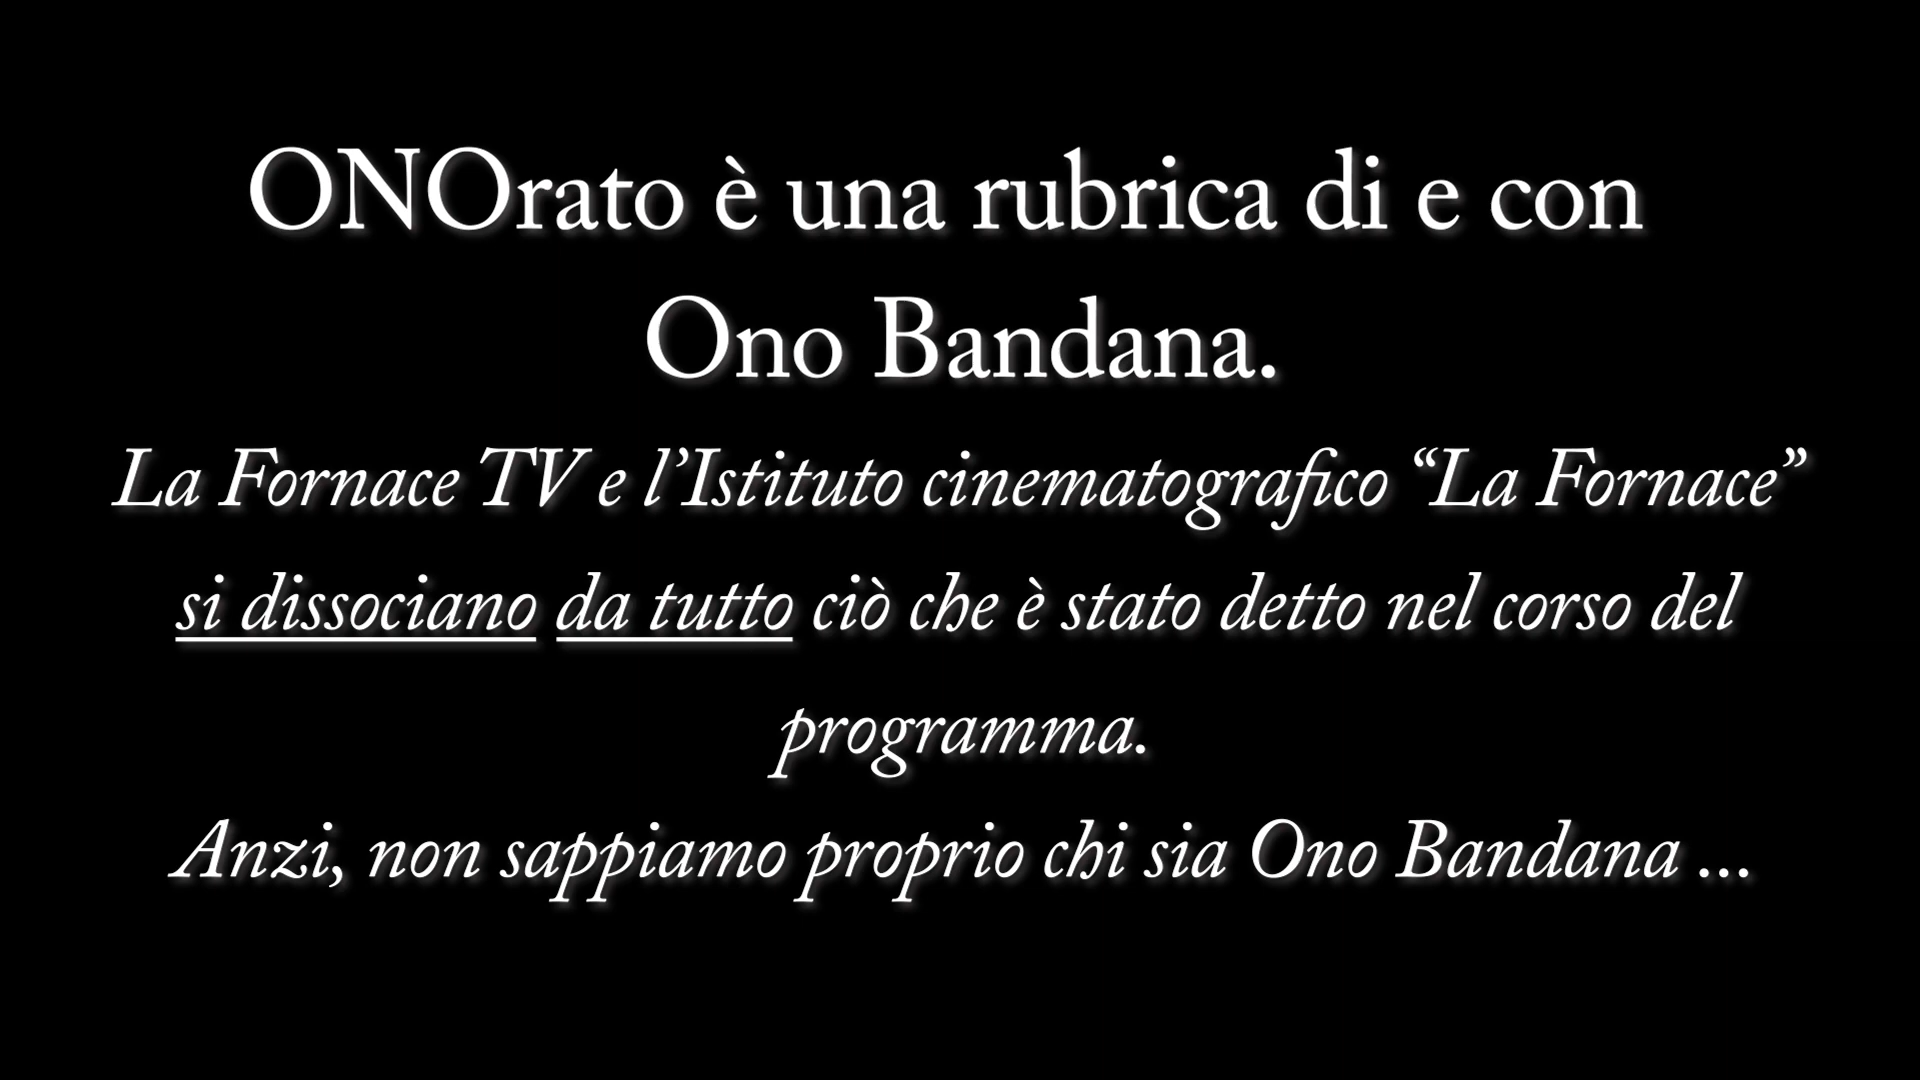 ONOrato è una rubrica di e con
Ono Bandana.
La Fornace TV e l’Istituto cinematografico “La Fornace”
si dissociano da tutto ciò che è stato detto nel corso del
programma.
Anzi, non sappiamo proprio chi sia Ono Bandana ...